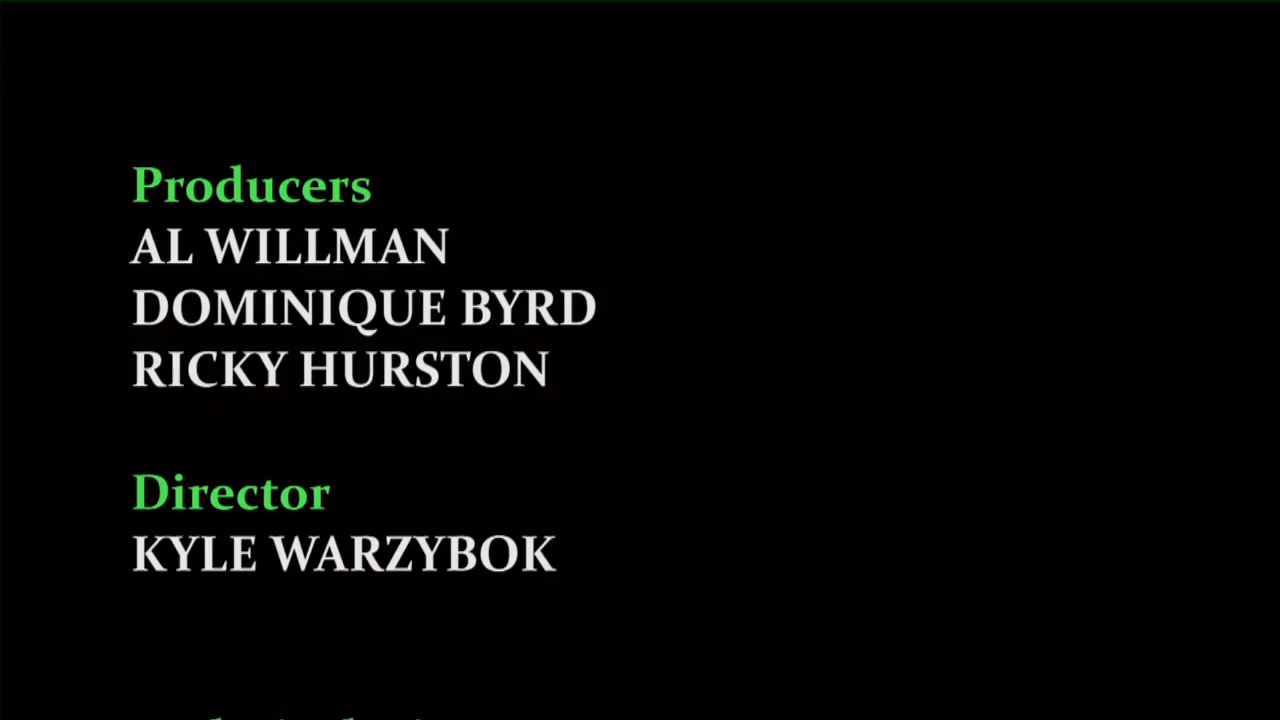 Producers
AL WILLMAN
DOMINIQUE BYRD
RICKY HURSTON
Director
KYLE WARZYBOK